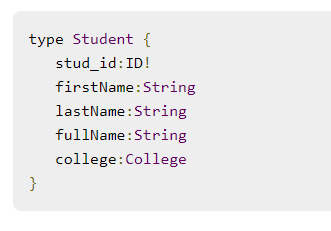 type Student {
   stud_id:ID!
   firstName:String
   lastName:String
   fullName:String
   college:College
}